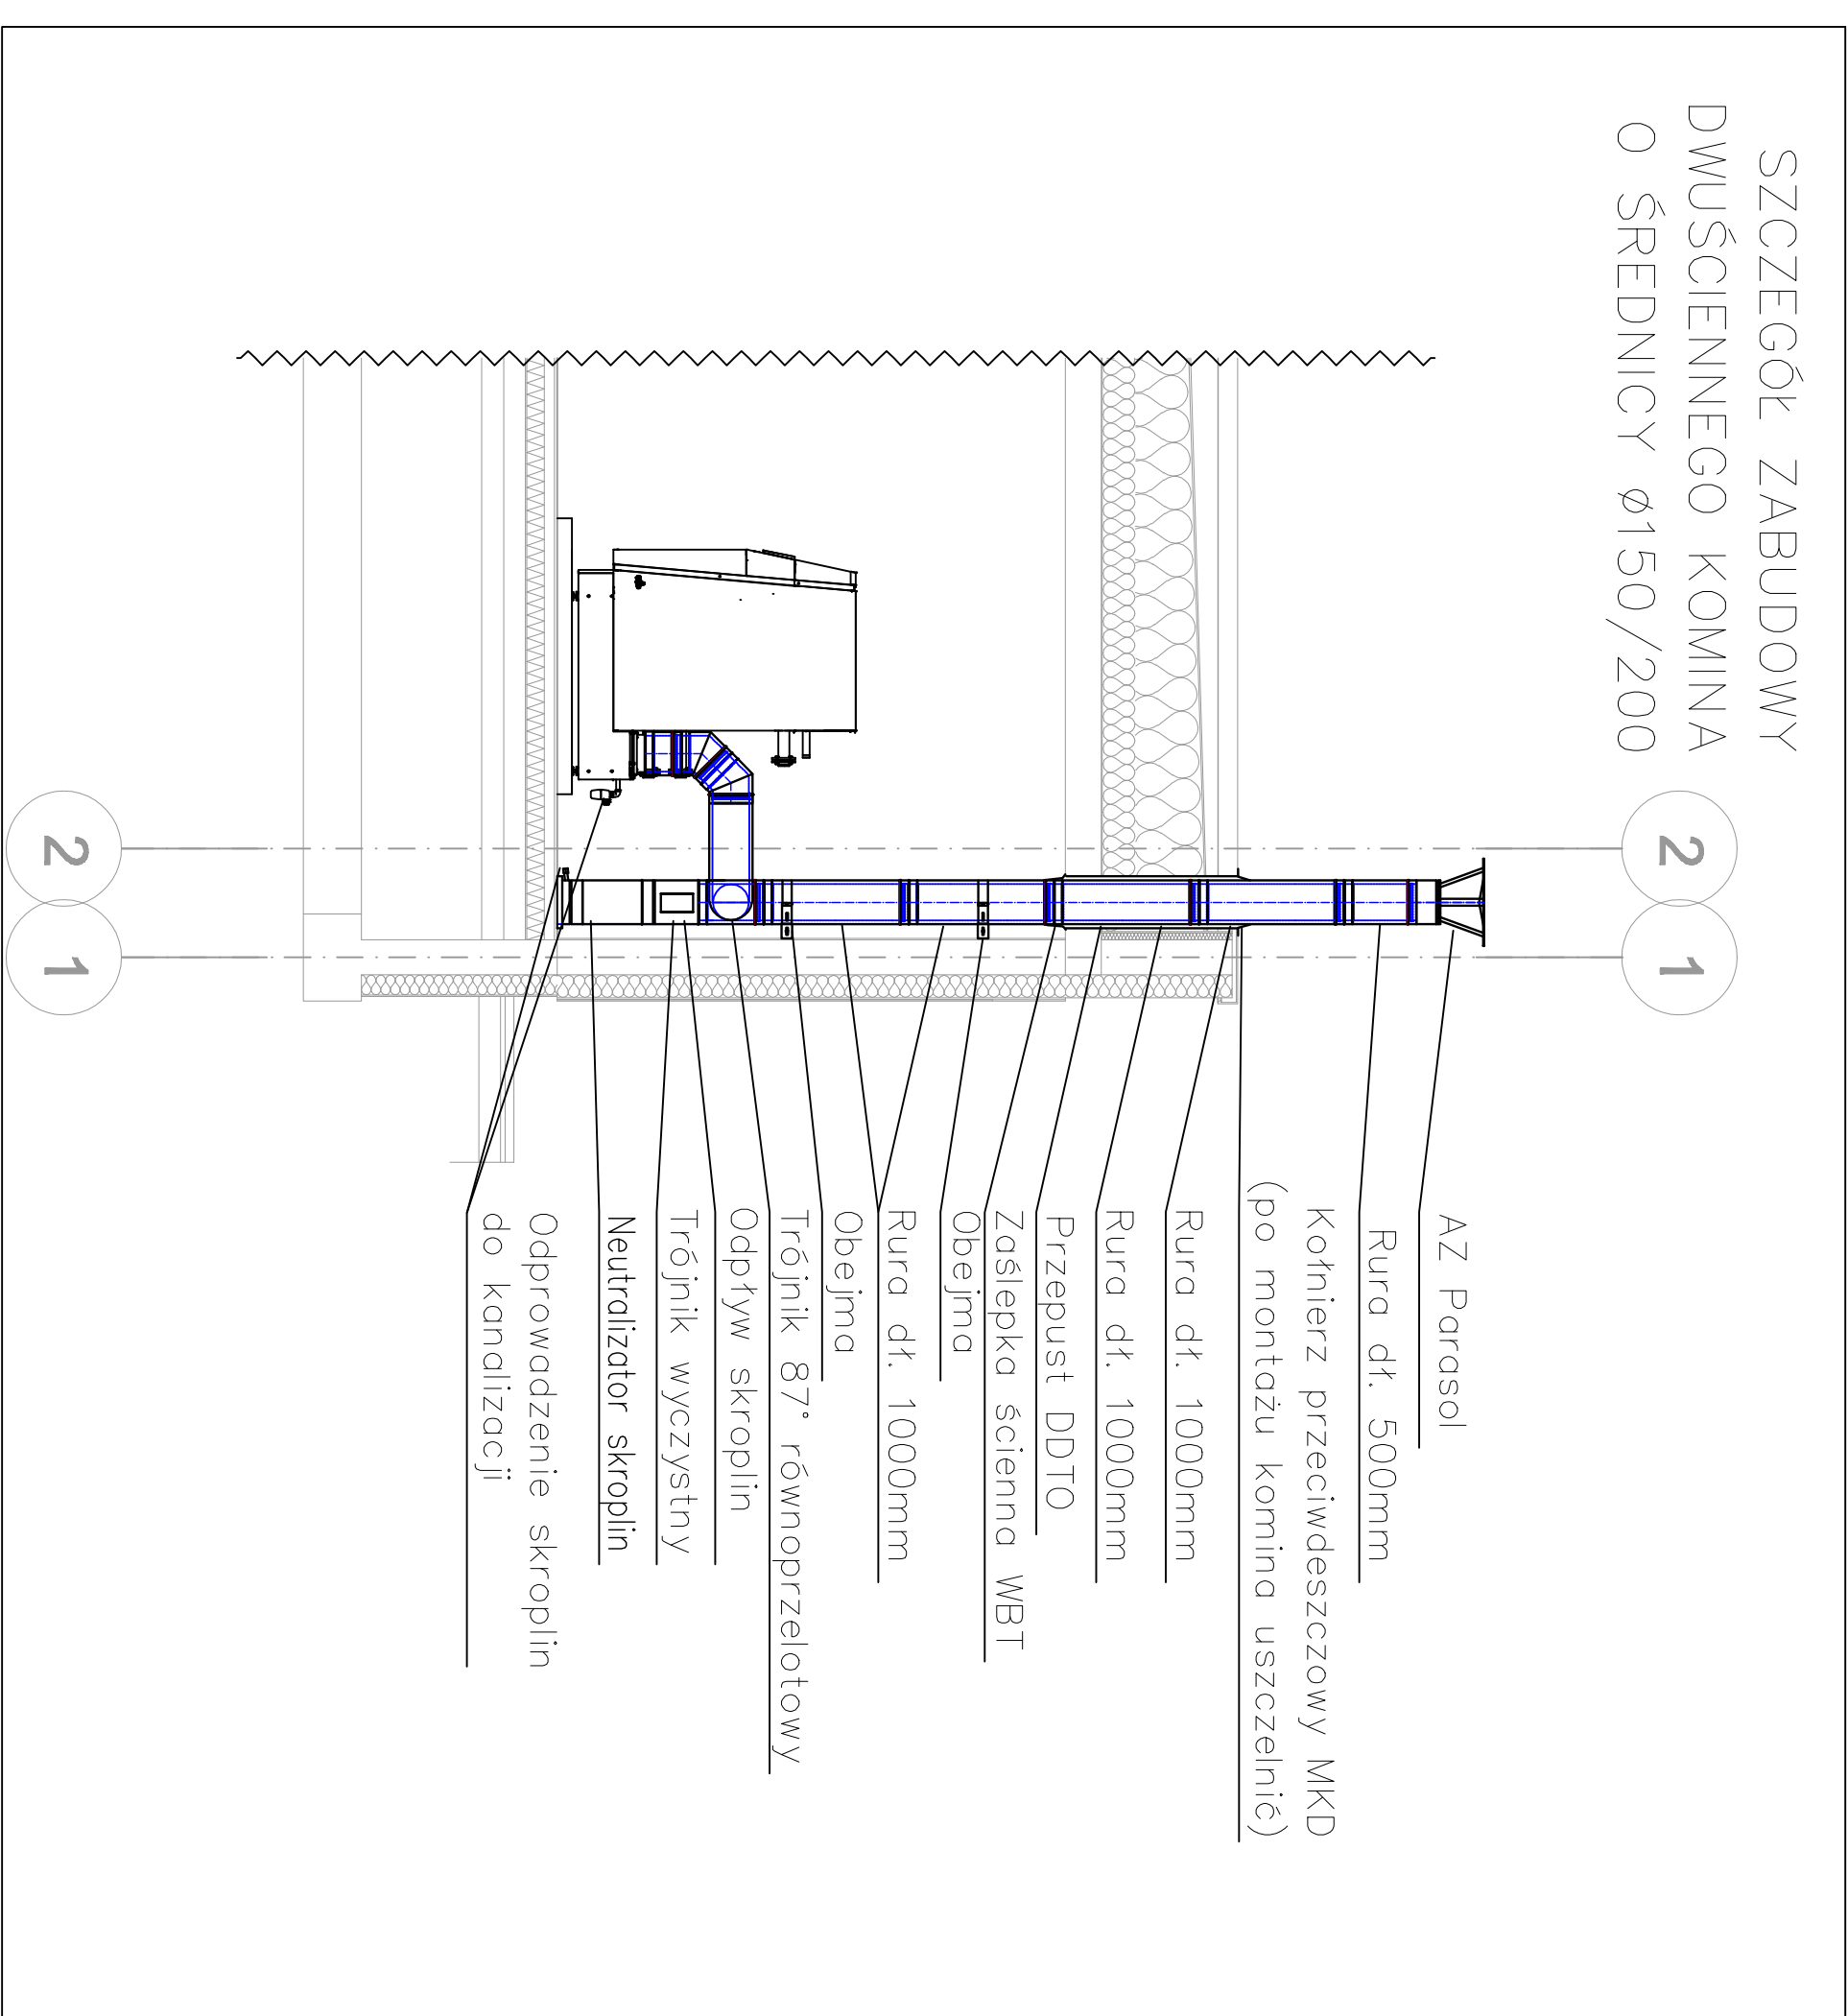 SZCZEGÓŁ ZABUDOWY
DWUŚCIENNEGO KOMINA
O ŚREDNICY ø150/200
2
1
AZ Parasol
Rura dł. 500mm
Kołnierz przeciwdeszczowy MKD
(po montażu komina uszczelnić)
Rura dł. 1000mm
Rura dł. 1000mm
Przepust DDTO
Zaślepka ścienna WBT
Obejma
Rura dł. 1000mm
Obejma
Trójnik 87° równoprzelotowy
Odpływ skroplin
Trójnik wyczystny
Neutralizator skroplin
Odprowadzenie skroplin
do kanalizacji
2
1